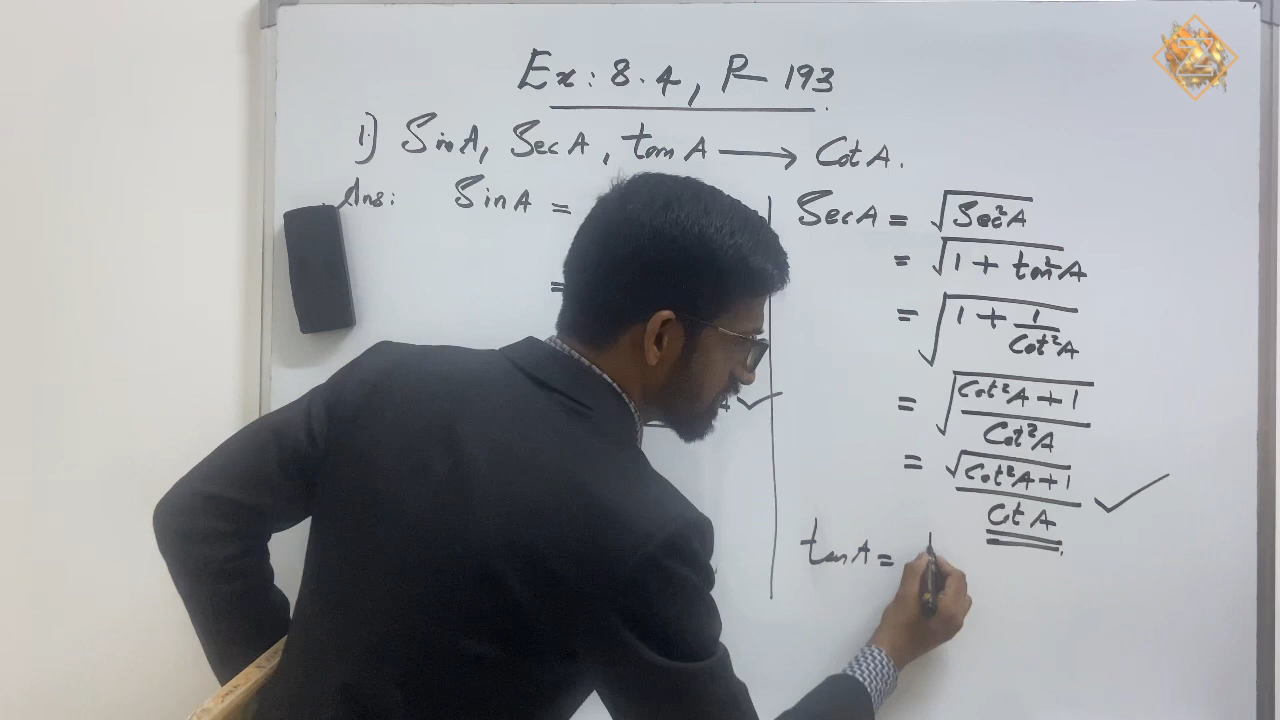 Ex: 8.4, P- 193
1) Sin A, Sec A, tan A ⟶ Cot A.
Ans: Sin A =
=
Sec A = √Sec²A
= √1 + tan²A
= √1 + 1/Cot²A
= √Cot²A + 1/Cot²A
= √Cot²A + 1/Cot A ✓
tan A =